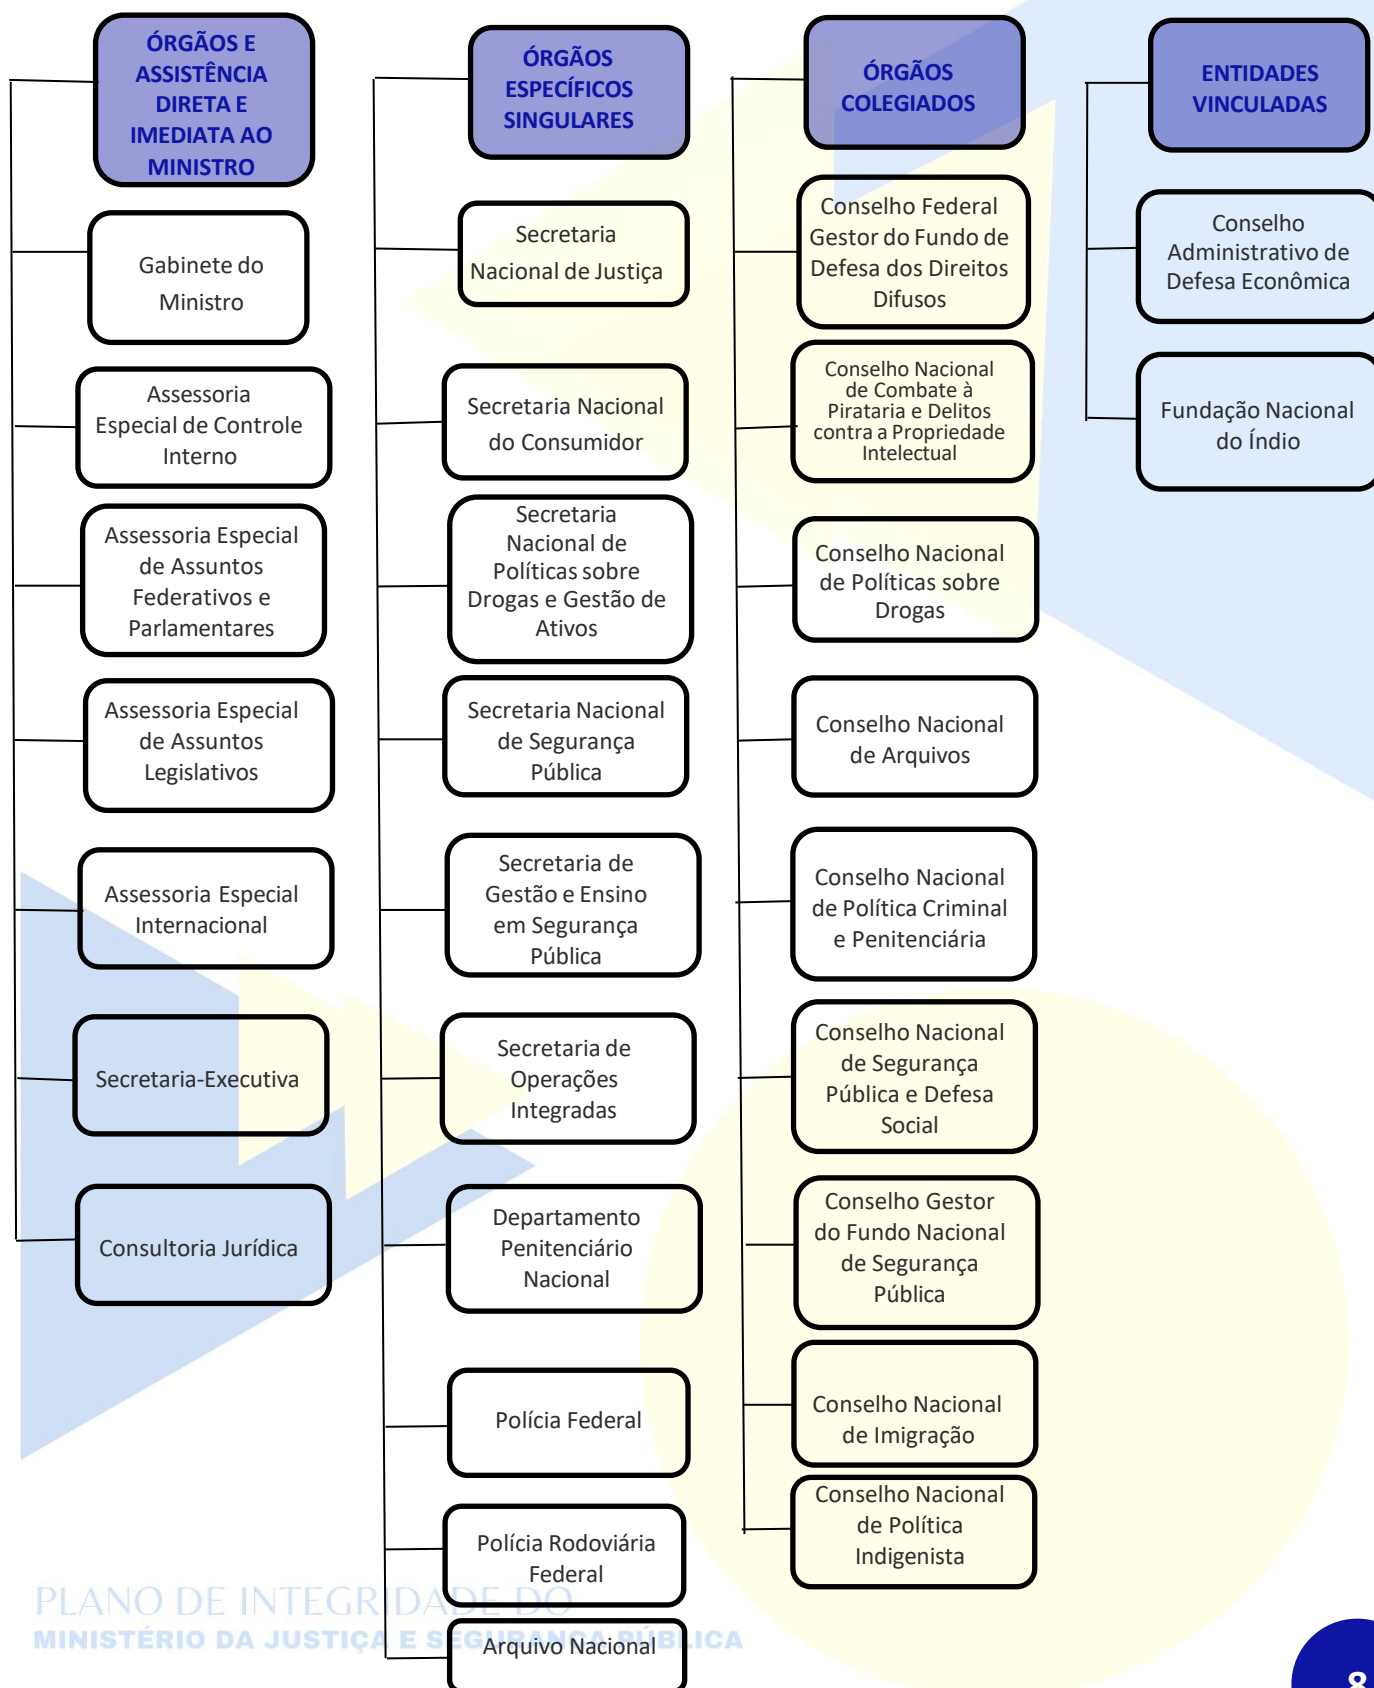 ÓRGÃOS E
ASSISTÊNCIA
DIRETA E
IMEDIATA AO
MINISTRO
Gabinete do
Ministro
Assessoria
Especial de Controle
Interno
Assessoria Especial
de Assuntos
Federativos e
Parlamentares
Assessoria Especial
de Assuntos
Legislativos
Assessoria Especial
Internacional
Secretaria-Executiva
Consultoria Jurídica
ÓRGÃOS
ESPECÍFICOS
SINGULARES
Secretaria
Nacional de Justiça
Secretaria Nacional
do Consumidor
Secretaria
Nacional de
Políticas sobre
Drogas e Gestão de
Ativos
Secretaria Nacional
de Segurança
Pública
Secretaria de
Gestão e Ensino
em Segurança
Pública
Secretaria de
Operações
Integradas
Departamento
Penitenciário
Nacional
Polícia Federal
Polícia Rodoviária
Federal
Arquivo Nacional
ÓRGÃOS
COLEGIADOS
Conselho Federal
Gestor do Fundo de
Defesa dos Direitos
Difusos
Conselho Nacional
de Combate à
Pirataria e Delitos
contra a Propriedade
Intelectual
Conselho Nacional
de Políticas sobre
Drogas
Conselho Nacional
de Arquivos
Conselho Nacional
de Política Criminal
e Penitenciária
Conselho Nacional
de Segurança
Pública e Defesa
Social
Conselho Gestor
do Fundo Nacional
de Segurança
Pública
Conselho Nacional
de Imigração
Conselho Nacional
de Política
Indigenista
ENTIDADES
VINCULADAS
Conselho
Administrativo de
Defesa Econômica
Fundação Nacional
do Índio
PLANO DE INTEGRIDADE DO
MINISTÉRIO DA JUSTIÇA E SEGURANÇA PÚBLICA
8